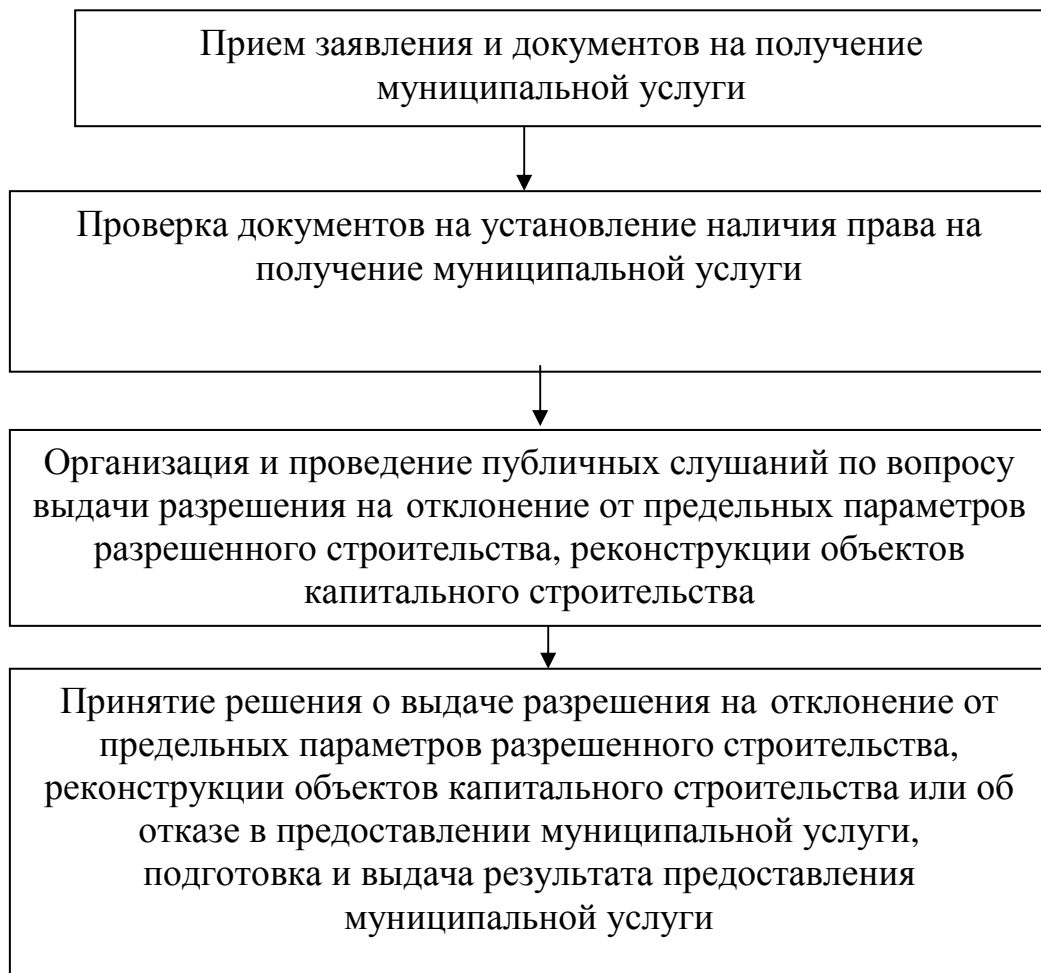 Прием заявления и документов на получение
муниципальной услуги
Проверка документов на установление наличия права на
получение муниципальной услуги
Организация и проведение публичных слушаний по вопросу
выдачи разрешения на отклонение от предельных параметров
разрешенного строительства, реконструкции объектов
капитального строительства
Принятие решения о выдаче разрешения на отклонение от
предельных параметров разрешенного строительства,
реконструкции объектов капитального строительства или об
отказе в предоставлении муниципальной услуги,
подготовка и выдача результата предоставления
муниципальной услуги